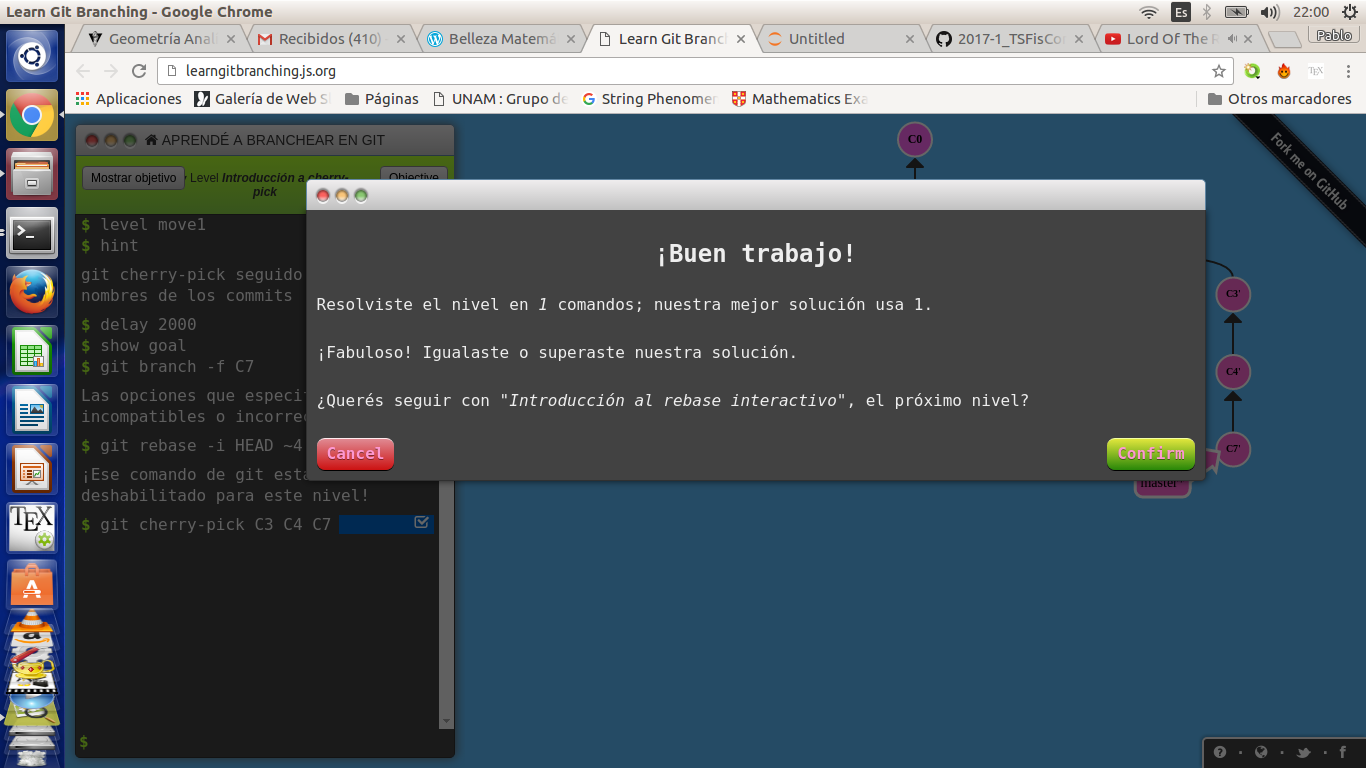 Learn Git Branching - Google Chrome
Es
22:00
Geometría Anal
Recibidos (410)
Belleza Matemá
Learn Git Branch
Untitled
2017-1_TSFisCo
Lord Of The R
Pablo
learngitbranching.js.org
Aplicaciones
Galería de Web S
Páginas
UNAM : Grupo de
String Phenomer
Mathematics Exa
Otros marcadores
APRENDÉ A BRANCHEAR EN GIT
Mostrar objetivo
Level Introducción a cherry-
pick
Objective
$ level move1
$ hint
git cherry-pick seguido
nombres de los commits
$ delay 2000
$ show goal
$ git branch -f C7
Las opciones que especi
incompatibles o incorrec
$ git rebase -i HEAD ~4
¡Ese comando de git esta
deshabilitado para este nivel!
$ git cherry-pick C3 C4 C7
$
¡Buen trabajo!
Resolviste el nivel en 1 comandos; nuestra mejor solución usa 1.
¡Fabuloso! Igualaste o superaste nuestra solución.
¿Querés seguir con "Introducción al rebase interactivo", el próximo nivel?
Cancel
Confirm
C0
C3'
C4'
C7'
master*
Fork me on GitHub
TEX